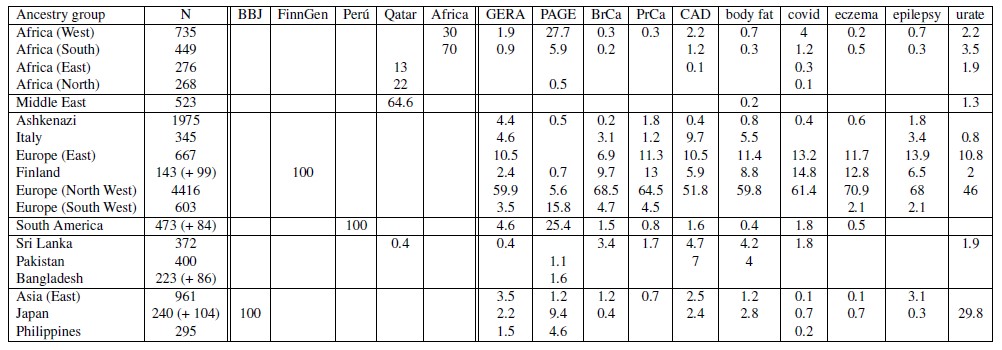 Ancestry group N BBJ FinnGen Perú Qatar Africa GERA PAGE BrCa PrCa CAD body fat covid eczema epilepsy urate
Africa (West) 735 30 1.9 27.7 0.3 0.3 2.2 0.7 4 0.2 0.7 2.2
Africa (South) 449 70 0.9 5.9 0.2 1.2 0.3 1.2 0.5 0.3 3.5
Africa (East) 276 13 0.1 0.3 1.9
Africa (North) 268 22 0.5 0.1
Middle East 523 64.6 0.2 1.3
Ashkenazi 1975 4.4 0.5 0.2 1.8 0.4 0.8 0.4 0.6 1.8
Italy 345 4.6 3.1 1.2 9.7 5.5 3.4 0.8
Europe (East) 667 10.5 6.9 11.3 10.5 11.4 13.2 11.7 13.9 10.8
Finland 143 (+ 99) 100 2.4 0.7 9.7 13 5.9 8.8 14.8 12.8 6.5 2
Europe (North West) 4416 59.9 5.6 68.5 64.5 51.8 59.8 61.4 70.9 68 46
Europe (South West) 603 3.5 15.8 4.7 4.5 2.1 2.1
South America 473 (+ 84) 100 4.6 25.4 1.5 0.8 1.6 0.4 1.8 0.5
Sri Lanka 372 0.4 0.4 3.4 1.7 4.7 4.2 1.8 1.9
Pakistan 400 1.1 7 4
Bangladesh 223 (+ 86) 1.6
Asia (East) 961 3.5 1.2 1.2 0.7 2.5 1.2 0.1 0.1 3.1
Japan 240 (+ 104) 100 2.2 9.4 0.4 2.4 2.8 0.7 0.7 0.3 29.8
Philippines 295 1.5 4.6 0.2